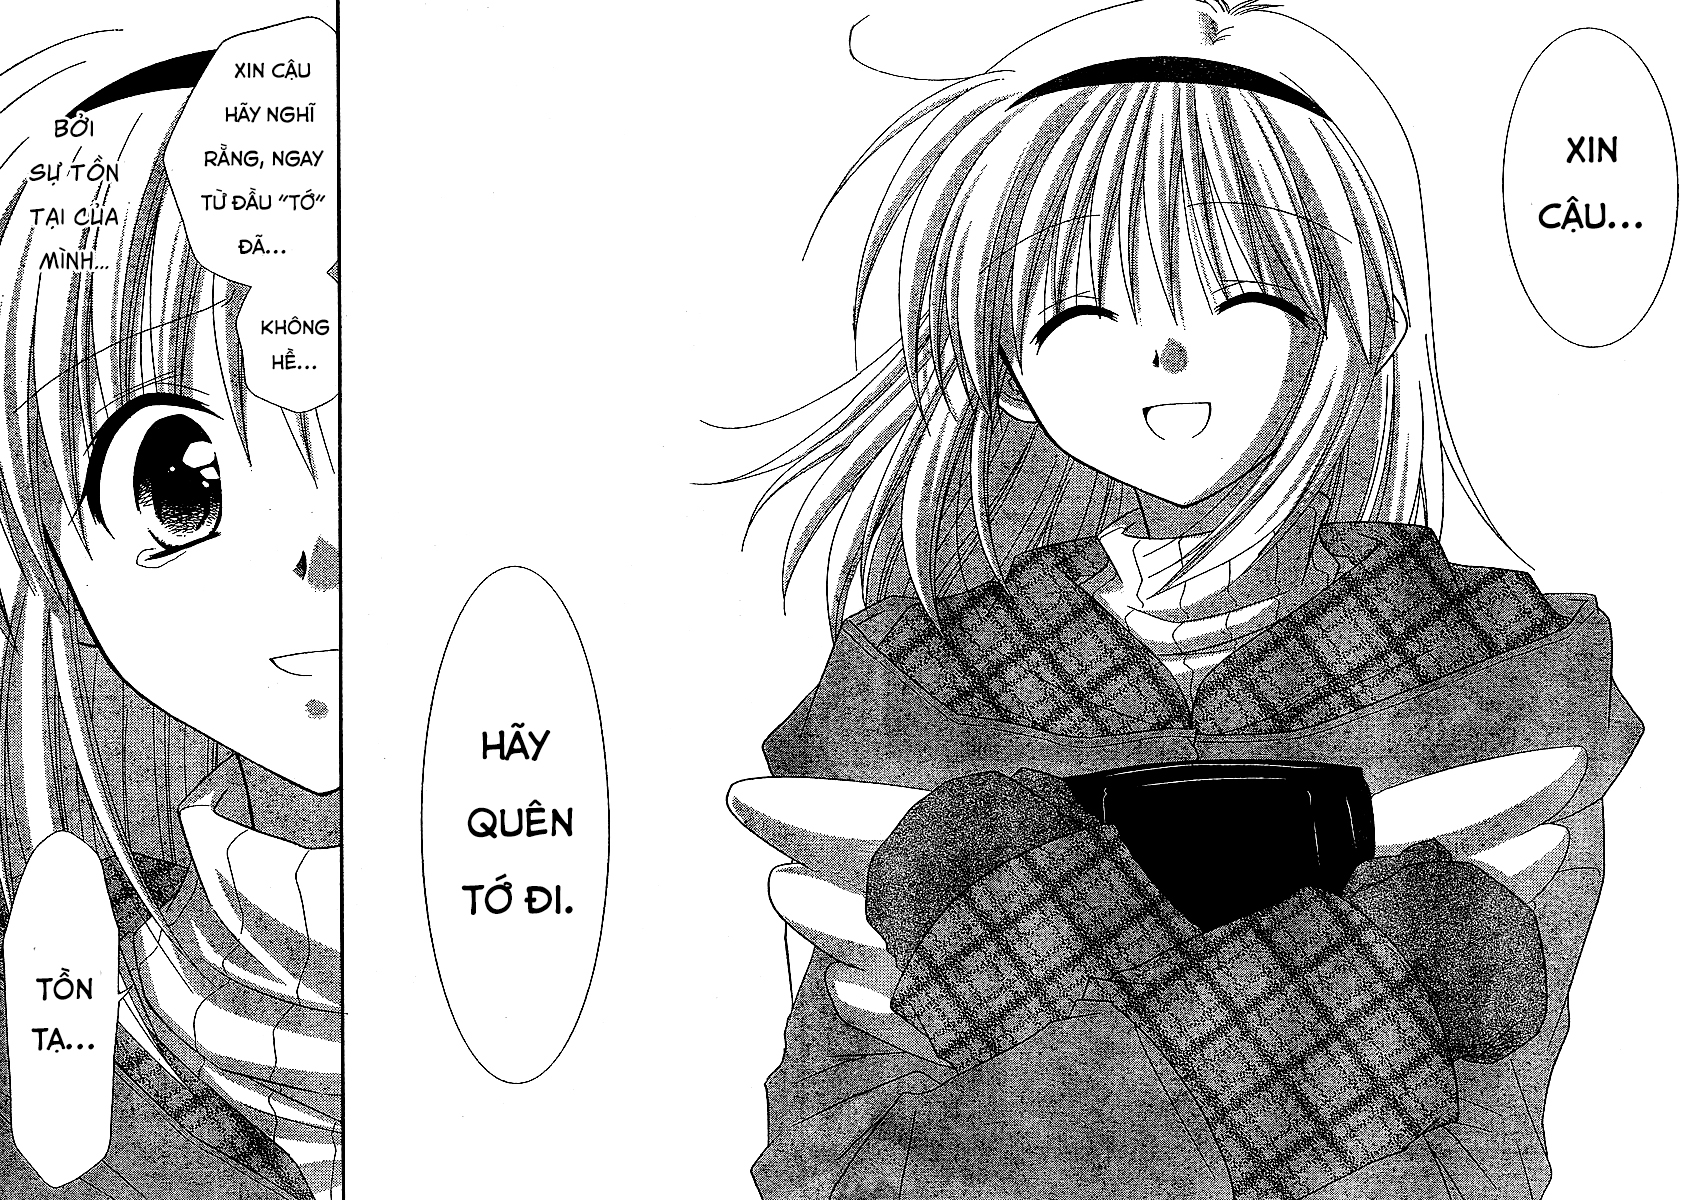 XIN
CẬU...
HÃY
QUÊN
TỚ ĐI.
XIN CẬU
HÃY NGHĨ
RẰNG, NGAY
TỪ ĐẦU "TỚ"
ĐÃ...
KHÔNG
HỀ...
BỞI
SỰ TỒN
TẠI CỦA
MÌNH...
TỒN
TẠ...